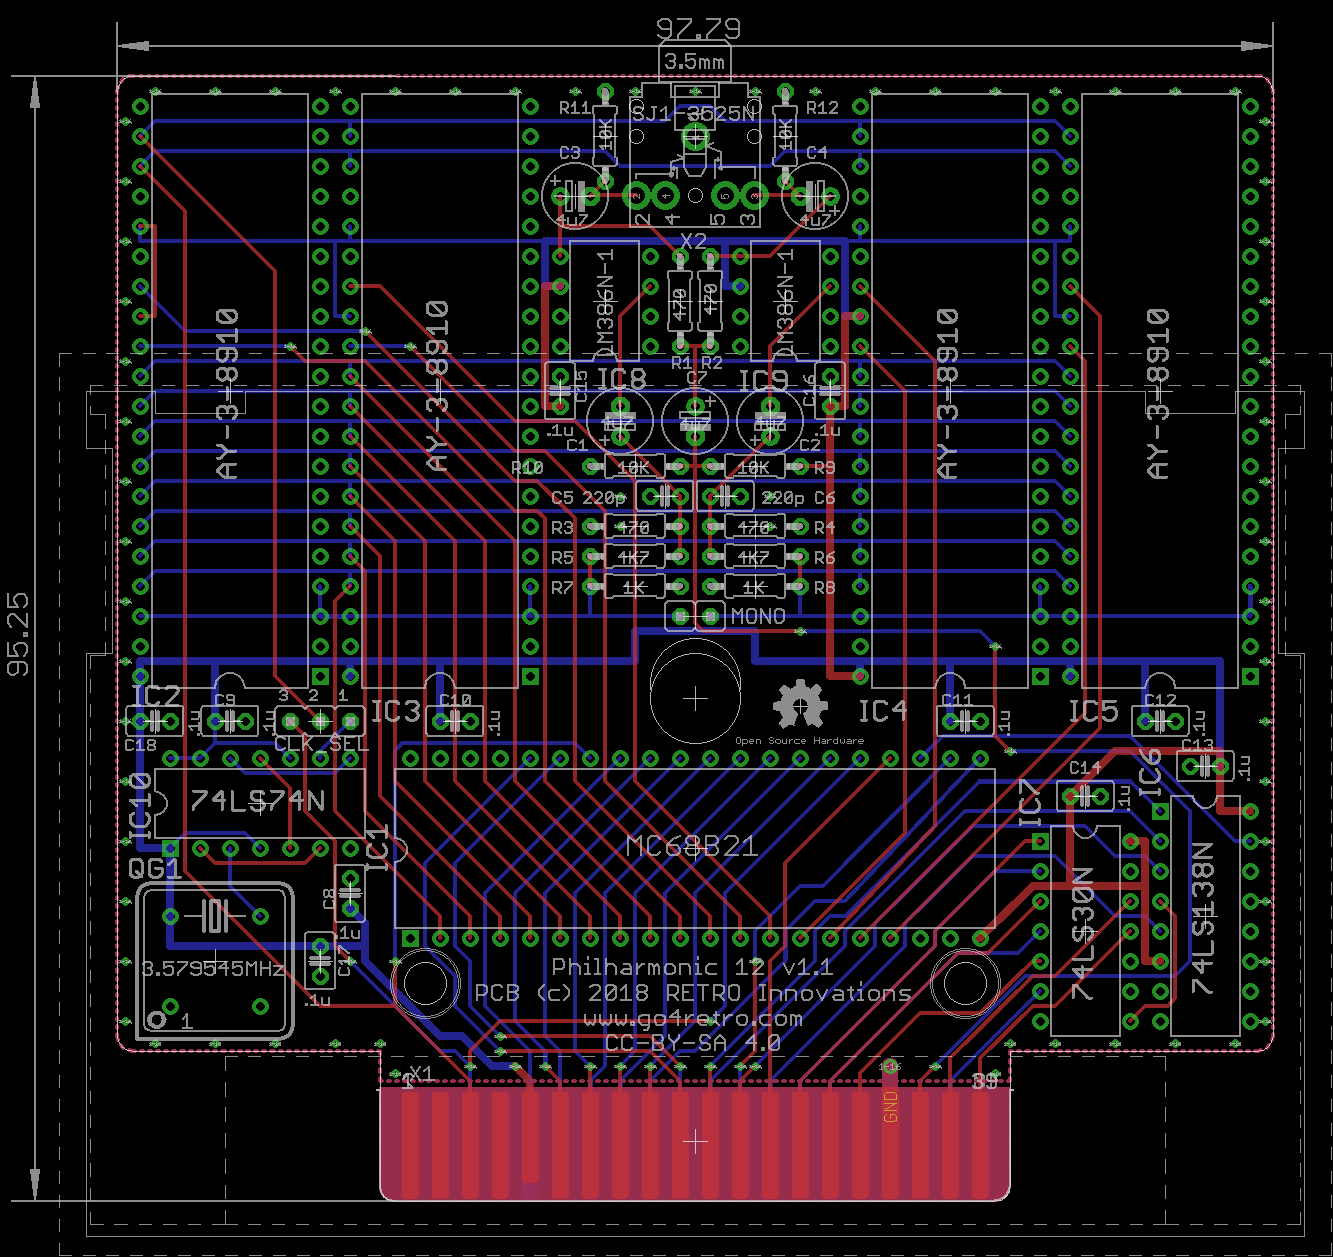 97.79
3.5mm
R11
SJ1-3525N
R12
10K
10K
C3
C4
4u7
4u7
2
4
5
3
X2
LM386N-1
470
470
LM386N-1
AY-3-8910
AY-3-8910
AY-3-8910
AY-3-8910
R1
R2
IC8
C7
IC9
C15
C16
.1u
.1u
C1
C2
R10
10K
10K
R9
C5
220p
220p
C6
R3
470
470
R4
R5
4K7
4K7
R6
R7
1K
1K
R8
MONO
95.25
IC2
C9
3
2
1
IC3
C10
IC4
C11
IC5
C12
.1u
.1u
.1u
.1u
.1u
C18
CLK_SEL
Open Source Hardware
C13
.1u
IC6
C14
.1u
IC7
IC10
74LS74N
IC1
MC68B21
QG1
C8
.1u
74LS30N
74LS138N
3.579545MHz
C17
.1u
1
Philharmonic 12 v1.1
PCB (c) 2018 RETRO Innovations
www.go4retro.com
CC-BY-SA 4.0
X1
1
39
GND